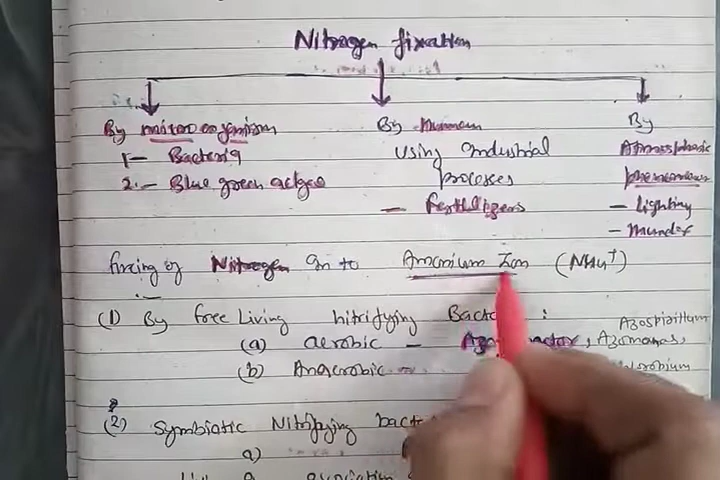 Nitrogen fixation
By microorganism
1- Bacteria
2.- Blue green algae
By Human
using industrial
processes
- fertilizers
By
Atmospheric
phenomenon
- Lighting
- Thunder
fixing of Nitrogen in to Ammonium Ion (NH4+)
(1) By free Living nitrifying Bact :
(a) aerobic - , Azomonas,
Azospirillum
(b) Anaerobic -
(2) Symbiotic Nitrifying bact
a)